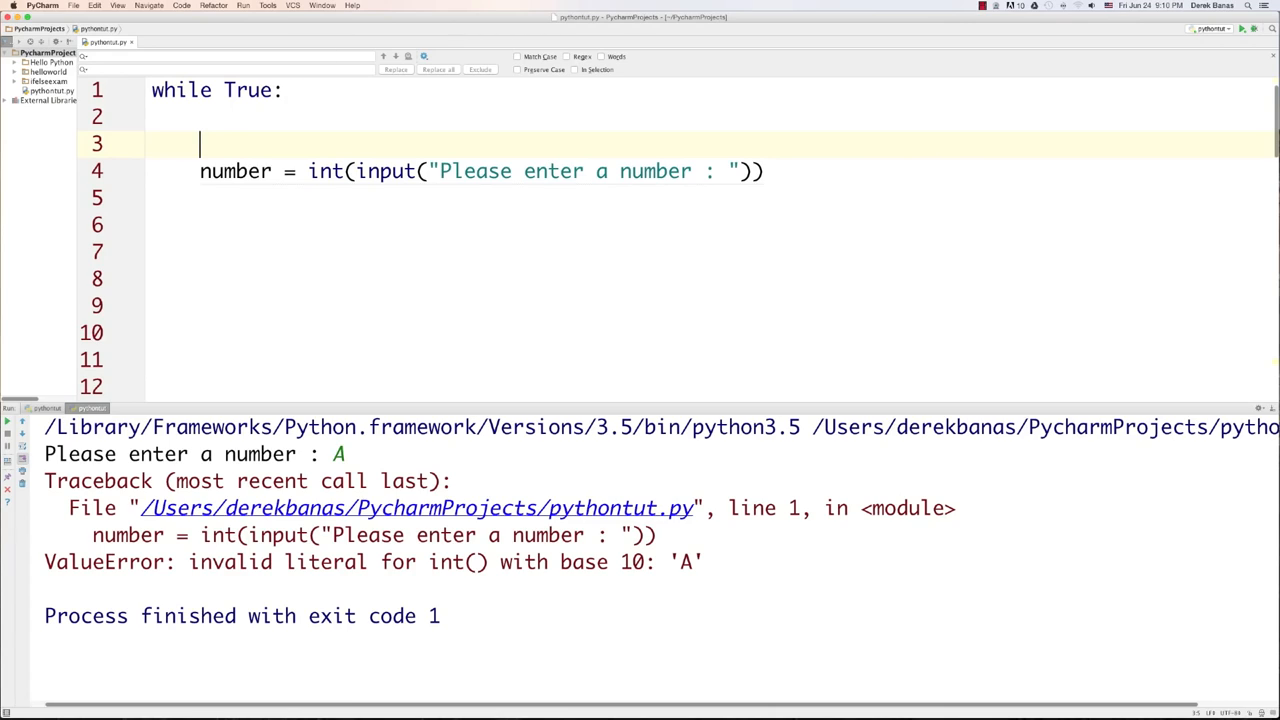 PyCharm File Edit View Navigate Code Refactor Run Tools VCS Window Help Fri Jun 24 9:10 PM Derek Banas
pythontut.py - PycharmProjects - [~/PycharmProjects]
PycharmProjects pythontut.py pythontut
pythontut.py ×
PycharmProject
Hello Python
helloworld
ifelseexam
pythontut.py
External Librarie
Match Case Regex Words
Replace Replace all Exclude Preserve Case In Selection
1 while True:
2
3
4 number = int(input("Please enter a number : "))
5
6
7
8
9
10
11
12
Run: pythontut pythontut
/Library/Frameworks/Python.framework/Versions/3.5/bin/python3.5 /Users/derekbanas/PycharmProjects/pytho
Please enter a number : A
Traceback (most recent call last):
File "/Users/derekbanas/PycharmProjects/pythontut.py", line 1, in <module>
number = int(input("Please enter a number : "))
ValueError: invalid literal for int() with base 10: 'A'
Process finished with exit code 1
3:5 LF÷ UTF-8÷